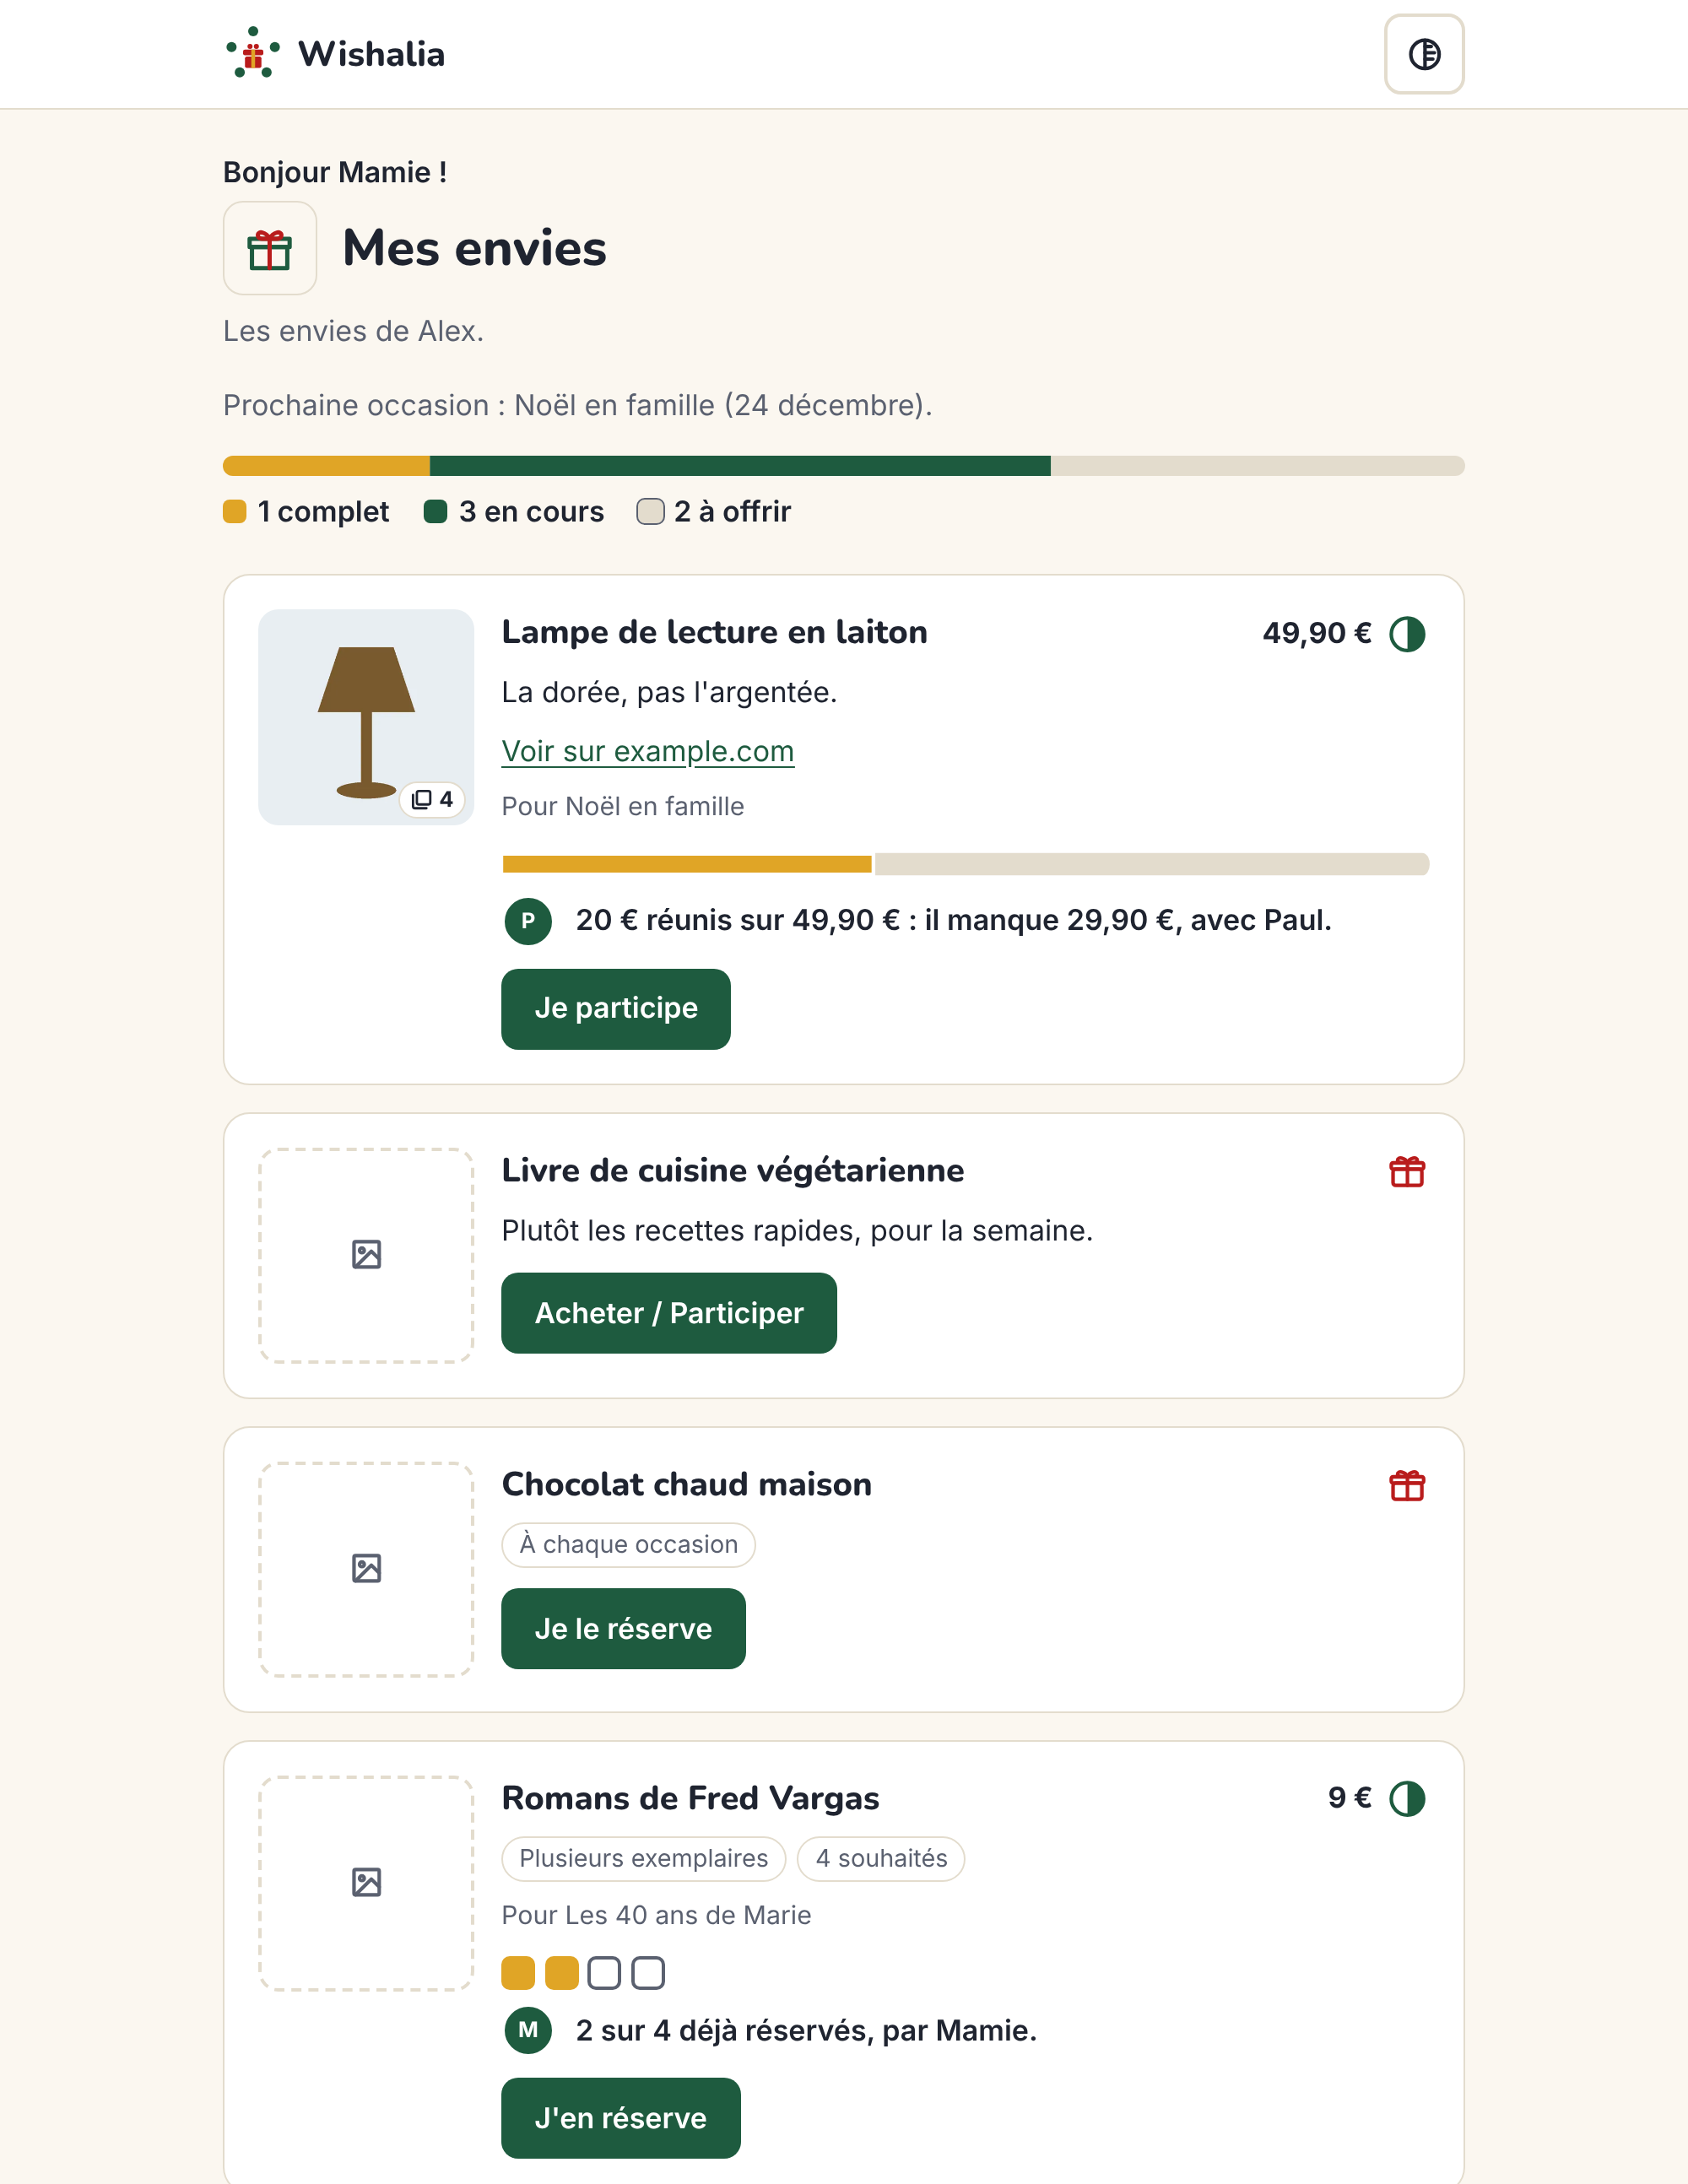 Wishalia
Bonjour Mamie !
Mes envies
Les envies de Alex.
Prochaine occasion : Noël en famille (24 décembre).
1 complet 3 en cours 2 à offrir
Lampe de lecture en laiton 49,90 €
La dorée, pas l'argentée.
Voir sur example.com
4
Pour Noël en famille
P 20 € réunis sur 49,90 € : il manque 29,90 €, avec Paul.
Je participe
Livre de cuisine végétarienne
Plutôt les recettes rapides, pour la semaine.
Acheter / Participer
Chocolat chaud maison
À chaque occasion
Je le réserve
Romans de Fred Vargas 9 €
Plusieurs exemplaires 4 souhaités
Pour Les 40 ans de Marie
M 2 sur 4 déjà réservés, par Mamie.
J'en réserve